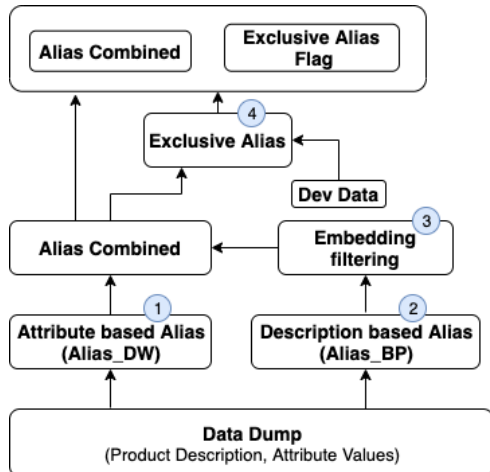 Alias Combined
Exclusive Alias
Flag
4
Exclusive Alias
Dev Data
3
Alias Combined
Embedding
filtering
1
2
Attribute based Alias
(Alias_DW)
Description based Alias
(Alias_BP)
Data Dump
(Product Description, Attribute Values)